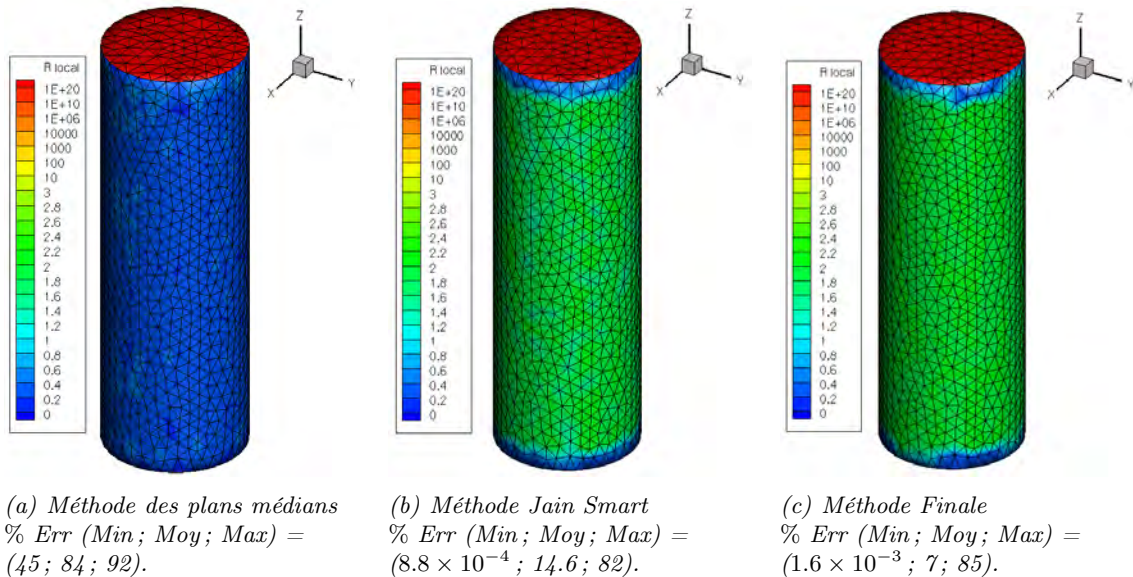 Z
X
Y
R local
1E+20
1E+10
1E+06
10000
1000
100
10
3
2.8
2.6
2.4
2.2
2
1.8
1.6
1.4
1.2
1
0.8
0.6
0.4
0.2
0
(a) Méthode des plans médians
% Err (Min ; Moy ; Max) =
(45 ; 84 ; 92).
Z
X
Y
R local
1E+20
1E+10
1E+06
10000
1000
100
10
3
2.8
2.6
2.4
2.2
2
1.8
1.6
1.4
1.2
1
0.8
0.6
0.4
0.2
0
(b) Méthode Jain Smart
% Err (Min ; Moy ; Max) =
(8.8 × 10⁻⁴ ; 14.6 ; 82).
Z
X
Y
R local
1E+20
1E+10
1E+06
10000
1000
100
10
3
2.8
2.6
2.4
2.2
2
1.8
1.6
1.4
1.2
1
0.8
0.6
0.4
0.2
0
(c) Méthode Finale
% Err (Min ; Moy ; Max) =
(1.6 × 10⁻³ ; 7 ; 85).